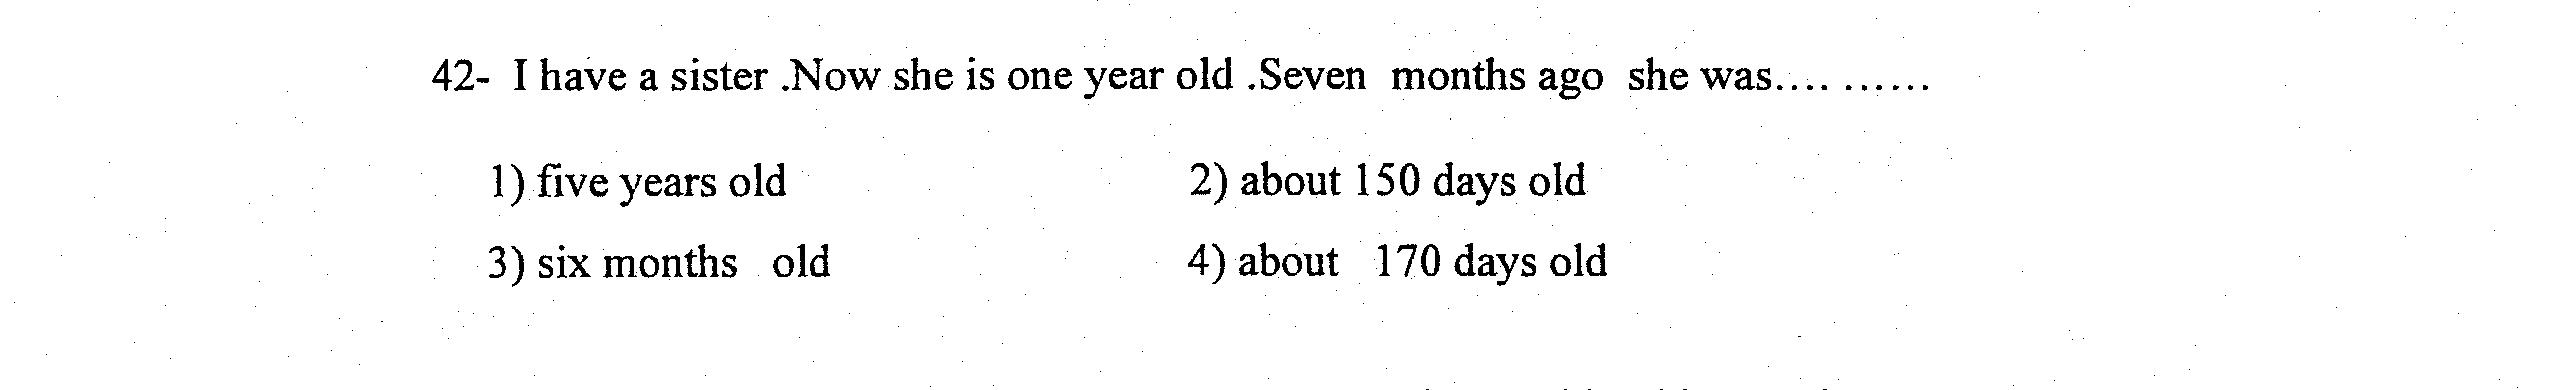 42- I have a sister .Now she is one year old .Seven months ago she was.... ......
1) five years old 2) about 150 days old
3) six months old 4) about 170 days old